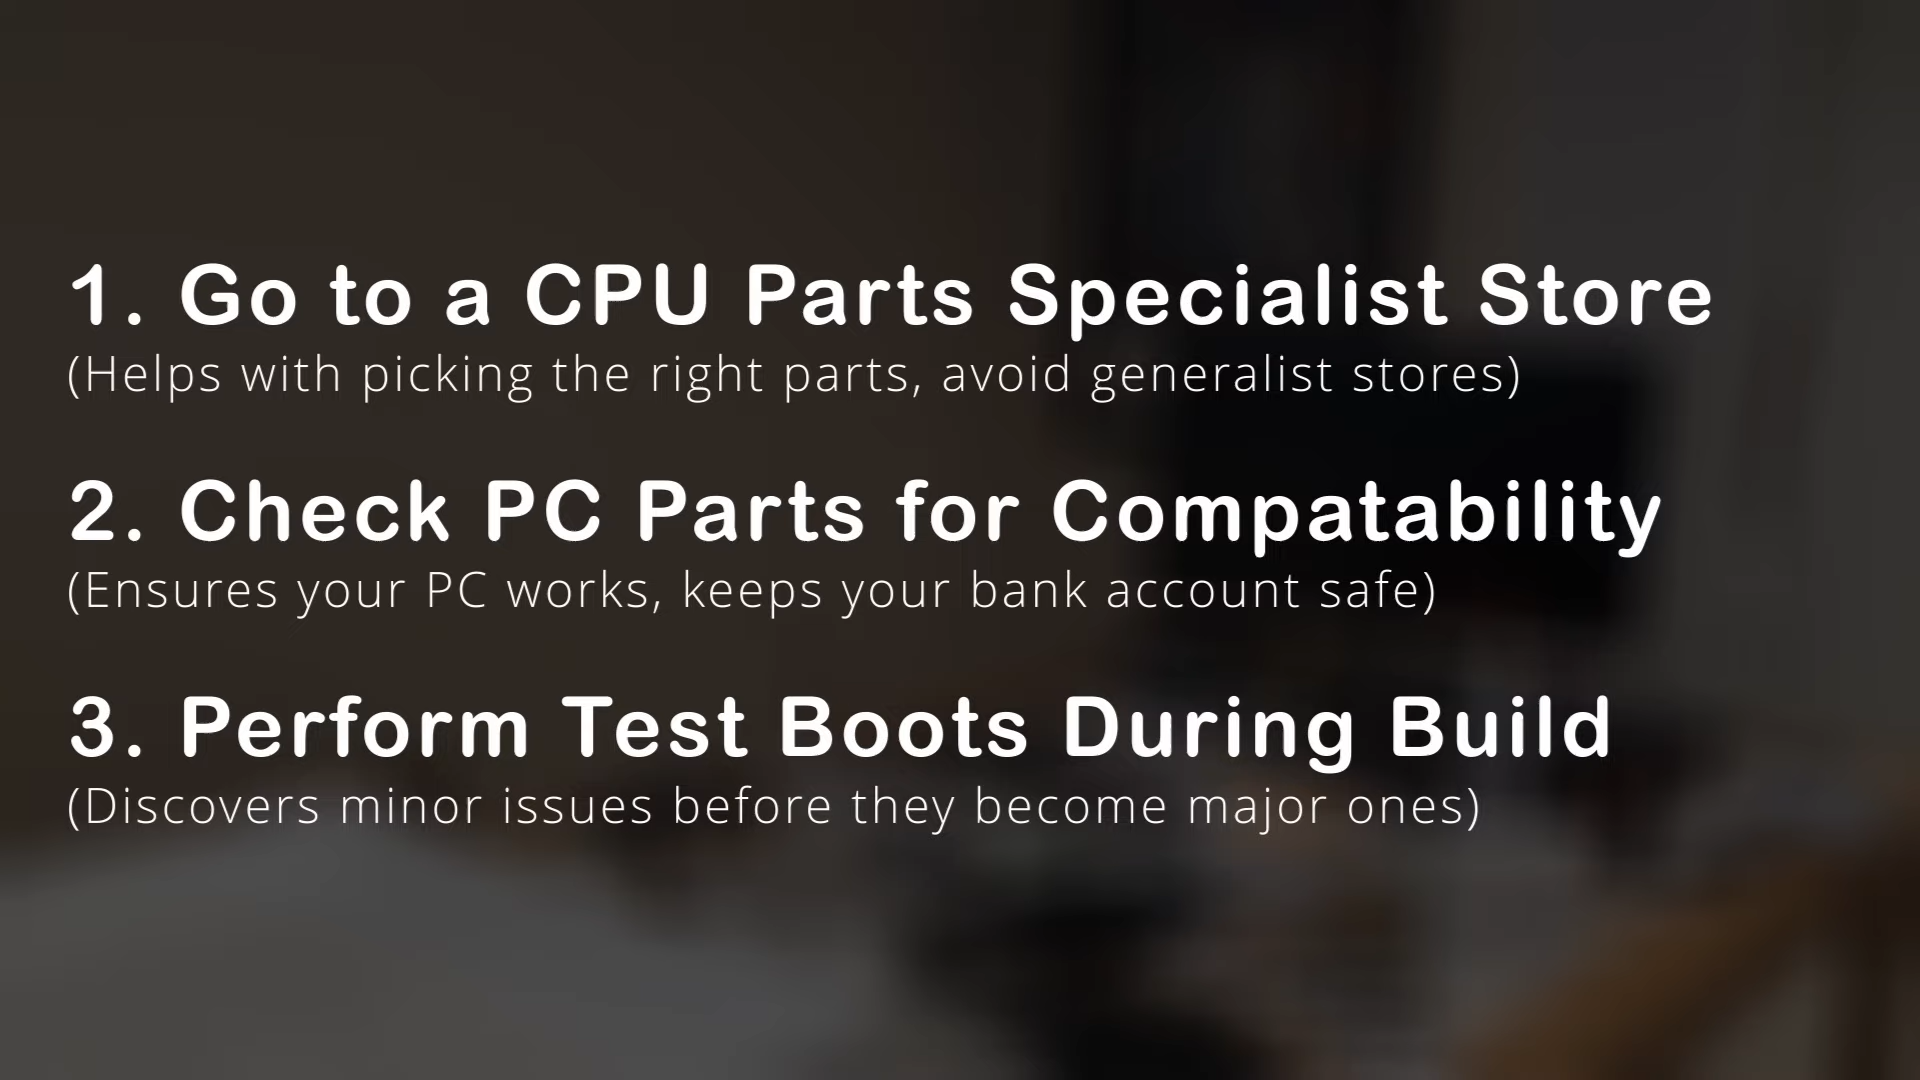 1. Go to a CPU Parts Specialist Store
(Helps with picking the right parts, avoid generalist stores)
2. Check PC Parts for Compatability
(Ensures your PC works, keeps your bank account safe)
3. Perform Test Boots During Build
(Discovers minor issues before they become major ones)